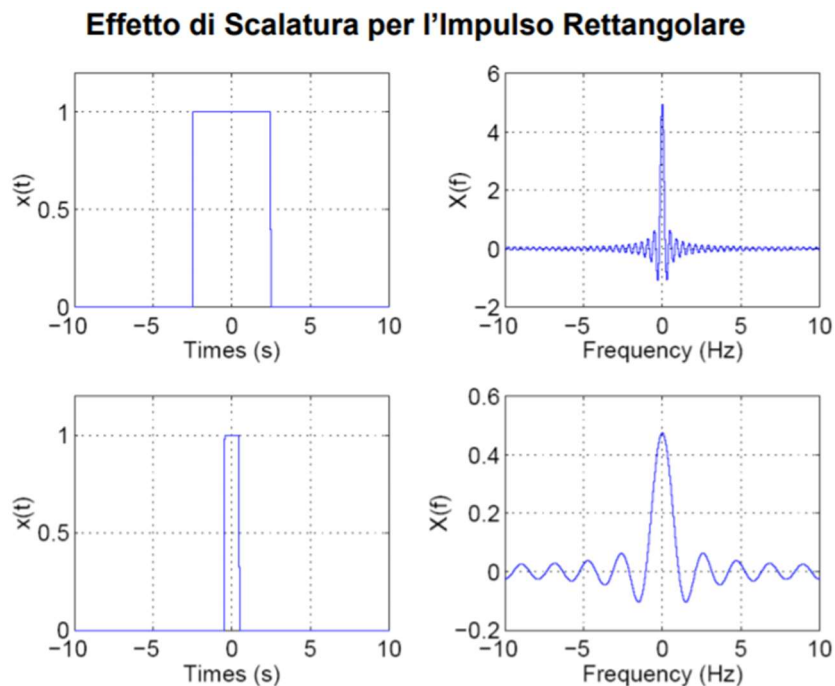 Effetto di Scalatura per l'Impulso Rettangolare
x(t)
1
0.5
0
−10 −5 0 5 10
Times (s)
X(f)
6
4
2
0
−2
−10 −5 0 5 10
Frequency (Hz)
x(t)
1
0.5
0
−10 −5 0 5 10
Times (s)
X(f)
0.6
0.4
0.2
0
−0.2
−10 −5 0 5 10
Frequency (Hz)